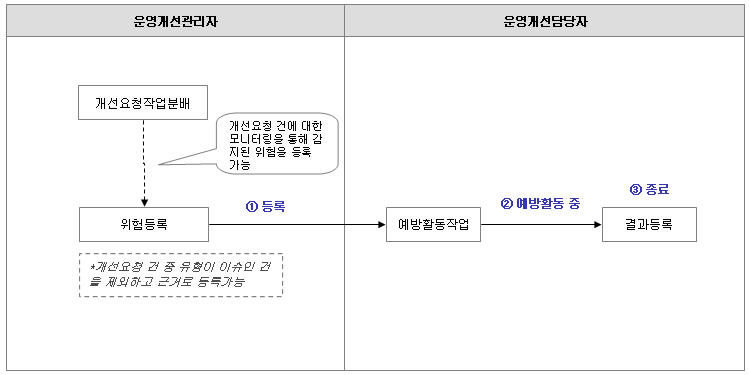 운영개선관리자
운영개선담당자
개선요청작업분배
개선요청 건에 대한
모니터링을 통해 감
지된 위험을 등록
가능
① 등록
위험등록
*개선요청 건 중 유형이 이슈인 건
을 제외하고 근거로 등록가능
예방활동작업
② 예방활동 중
③ 종료
결과등록